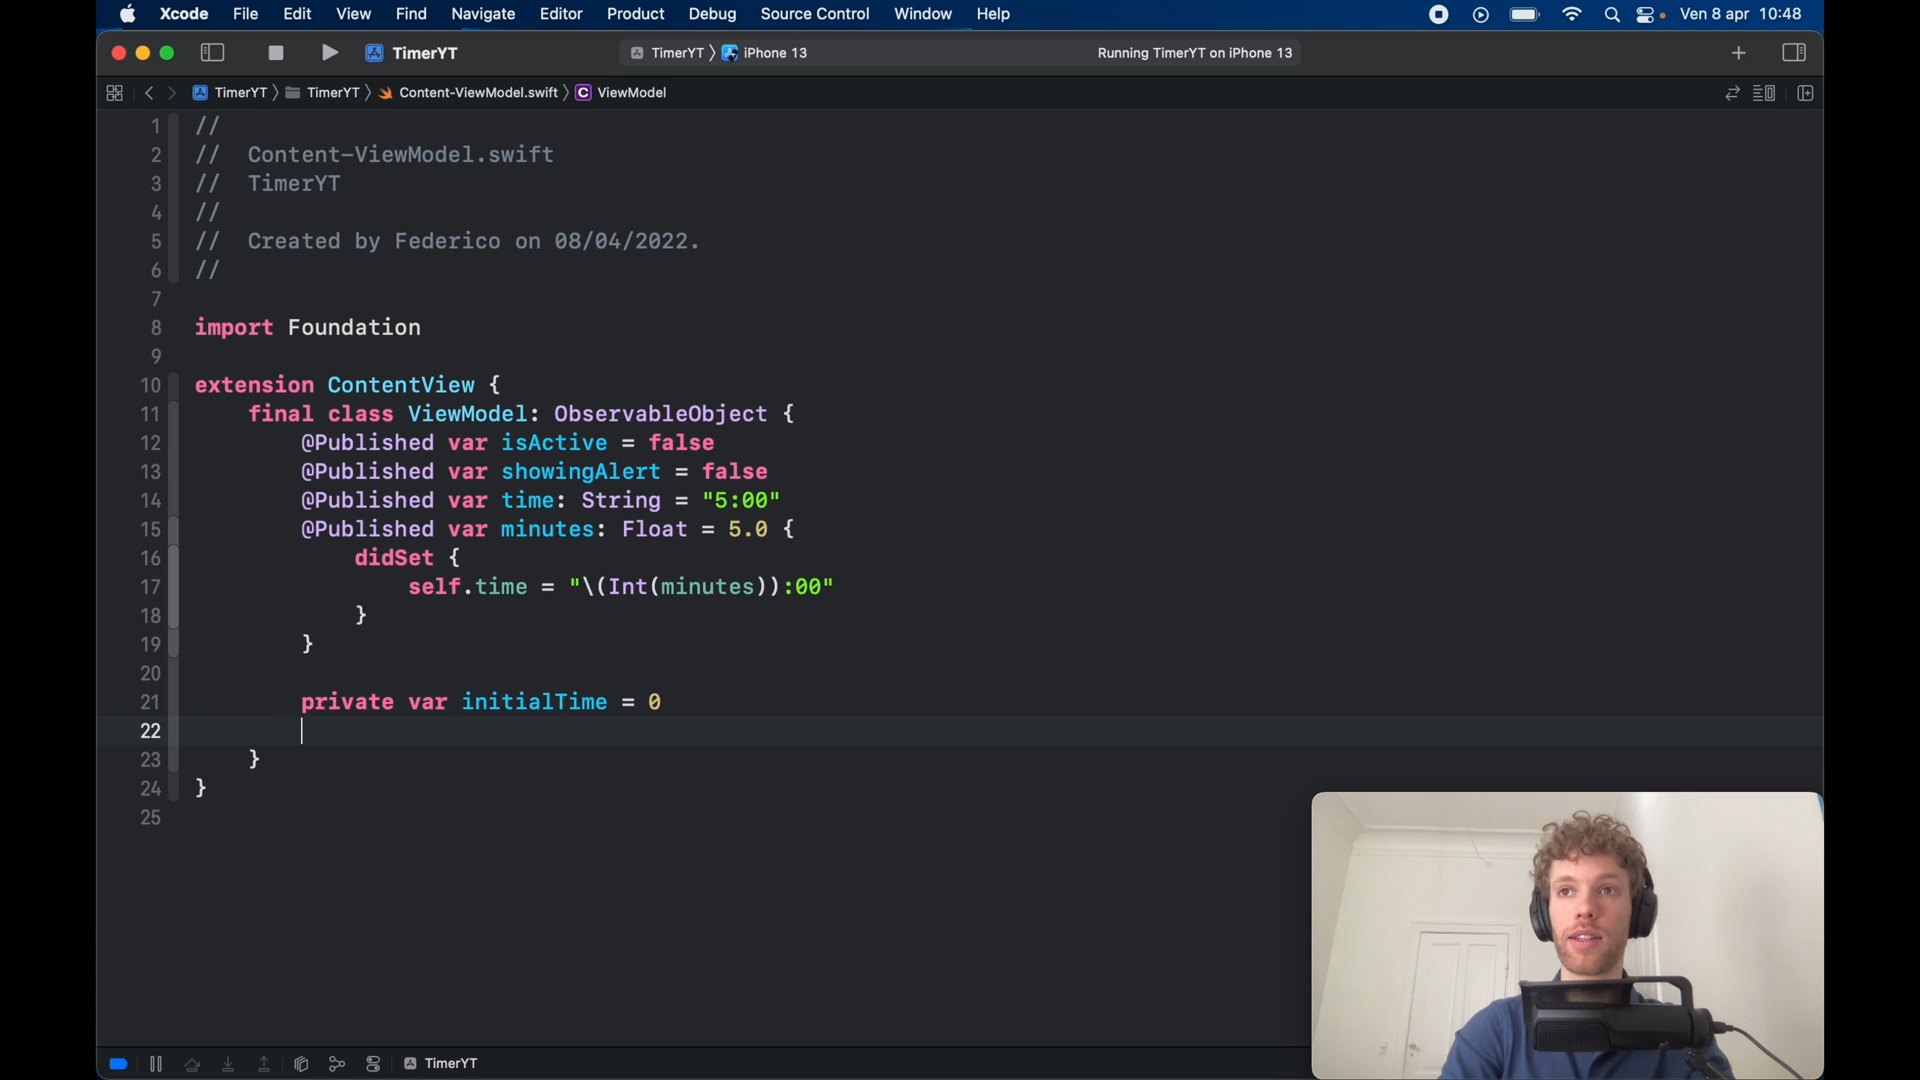 Xcode File Edit View Find Navigate Editor Product Debug Source Control Window Help Ven 8 apr 10:48
TimerYT TimerYT 〉 iPhone 13 Running TimerYT on iPhone 13
TimerYT 〉 TimerYT 〉 Content-ViewModel.swift 〉 C ViewModel
1 //
2 //  Content-ViewModel.swift
3 //  TimerYT
4 //
5 //  Created by Federico on 08/04/2022.
6 //
7
8 import Foundation
9
10 extension ContentView {
11     final class ViewModel: ObservableObject {
12         @Published var isActive = false
13         @Published var showingAlert = false
14         @Published var time: String = "5:00"
15         @Published var minutes: Float = 5.0 {
16             didSet {
17                 self.time = "\(Int(minutes)):00"
18             }
19         }
20
21         private var initialTime = 0
22
23     }
24 }
25
TimerYT